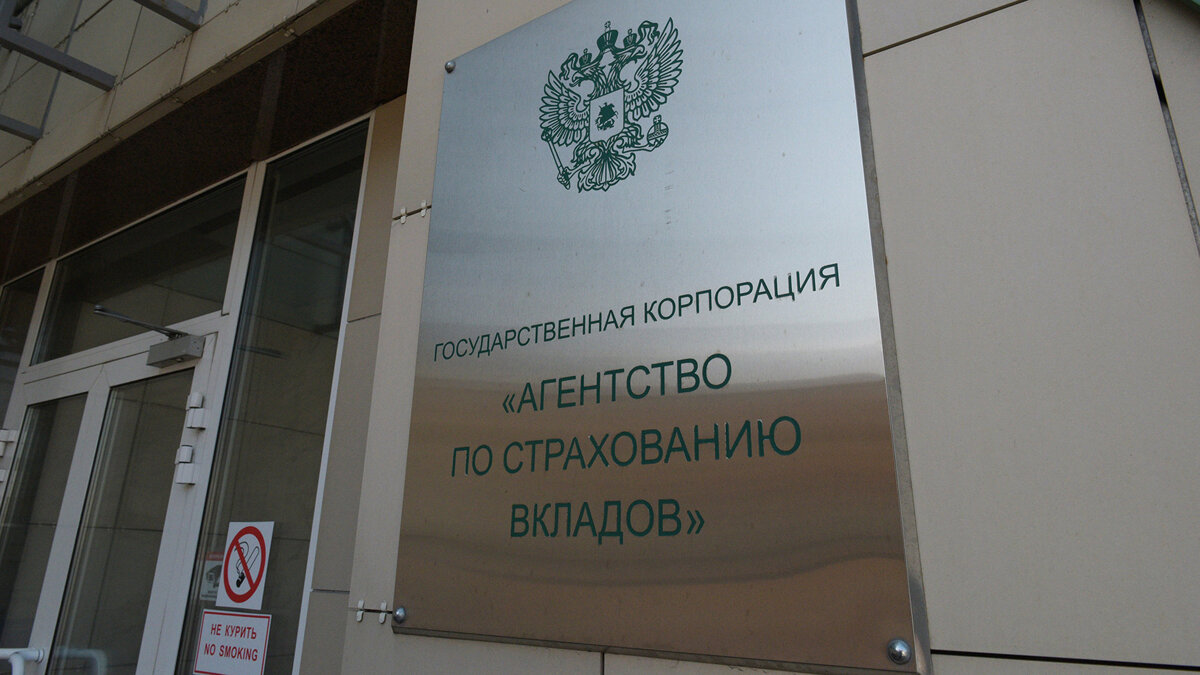 ГОСУДАРСТВЕННАЯ КОРПОРАЦИЯ
«АГЕНТСТВО
ПО СТРАХОВАНИЮ
ВКЛАДОВ»
НЕ КУРИТЬ
NO SMOKING